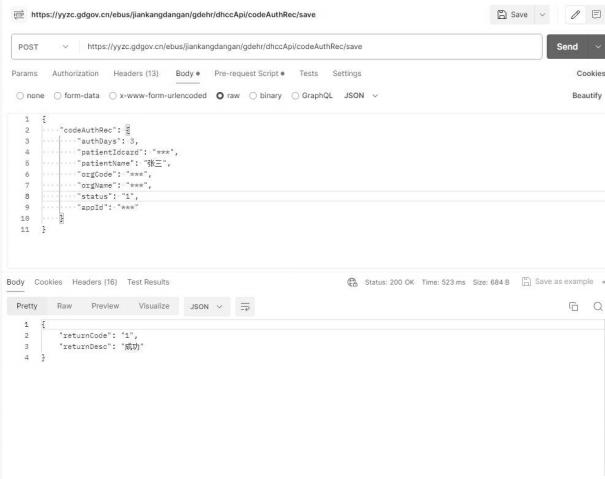 HTTP https://yyzc.gdgov.cn/ebus/jiankangdangan/gdehr/dhccApi/codeAuthRec/save Save
POST https://yyzc.gdgov.cn/ebus/jiankangdangan/gdehr/dhccApi/codeAuthRec/save Send
Params Authorization Headers (13) Body Pre-request Script Tests Settings Cookies
none form-data x-www-form-urlencoded raw binary GraphQL JSON Beautify
1 {
2 "codeAuthRec": {
3 "authDays": 3,
4 "patientIdcard": "***",
5 "patientName": "张三",
6 "orgCode": "***",
7 "orgName": "***",
8 "status": "1",
9 "appId": "***"
10 }
11 }
Body Cookies Headers (16) Test Results Status: 200 OK Time: 523 ms Size: 684 B Save as example
Pretty Raw Preview Visualize JSON
1 {
2 "returnCode": "1",
3 "returnDesc": "成功"
4 }